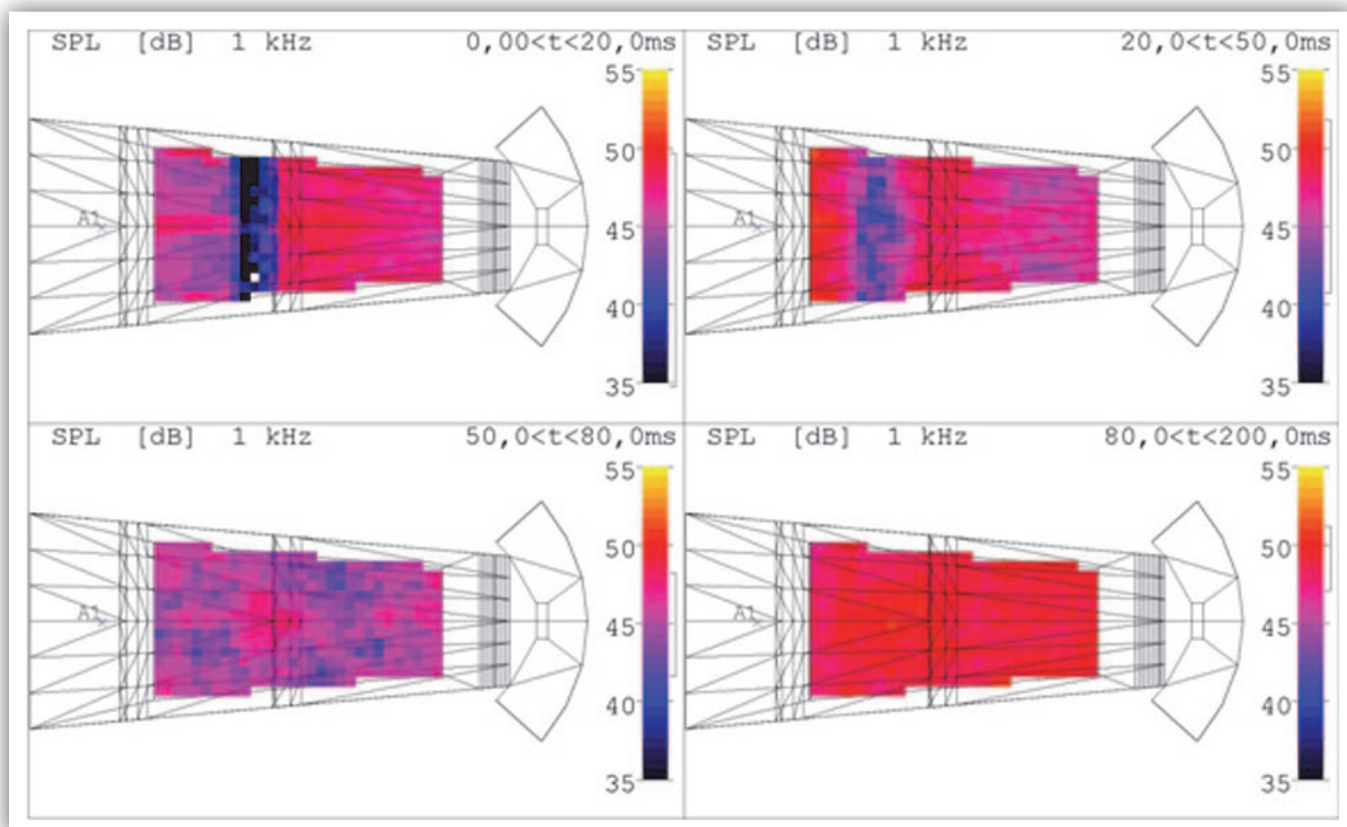 SPL [dB] 1 kHz 0,00<t<20,0ms
55
50
45
40
35
A1
SPL [dB] 1 kHz 20,0<t<50,0ms
55
50
45
40
35
A1
SPL [dB] 1 kHz 50,0<t<80,0ms
55
50
45
40
35
A1
SPL [dB] 1 kHz 80,0<t<200,0ms
55
50
45
40
35
A1